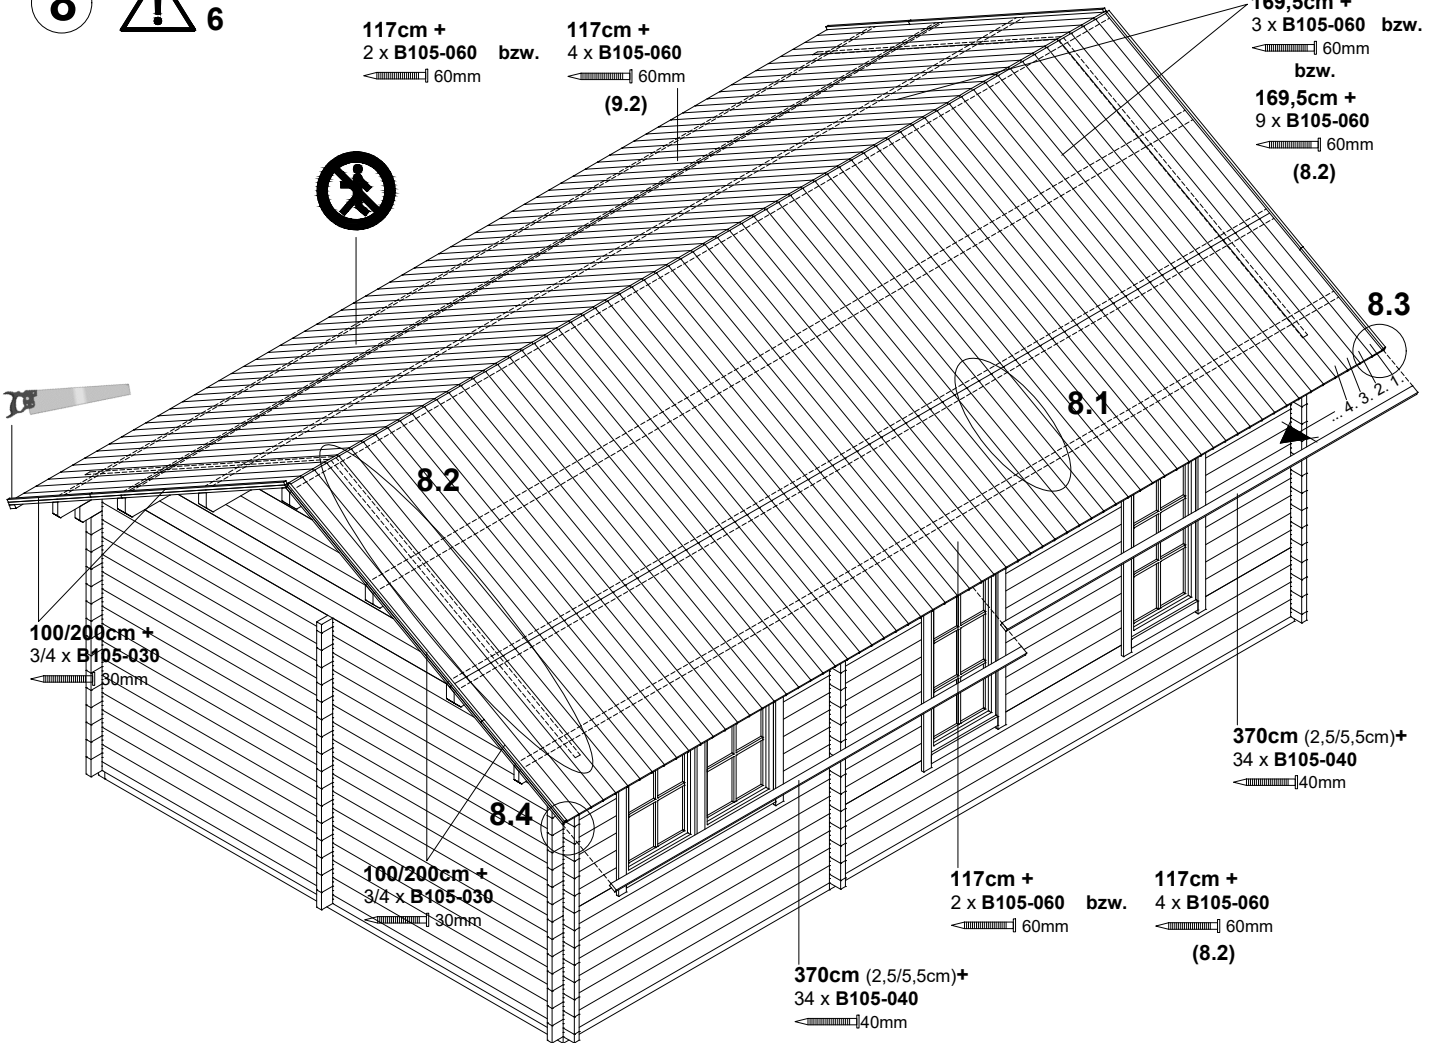 8
6
117cm +
2 x B105-060 bzw.
60mm
117cm +
4 x B105-060
60mm
(9.2)
169,5cm +
3 x B105-060 bzw.
60mm
bzw.
169,5cm +
9 x B105-060
60mm
(8.2)
8.3
8.1
... 4. 3. 2. 1.
8.2
100/200cm +
3/4 x B105-030
30mm
8.4
370cm (2,5/5,5cm)+
34 x B105-040
40mm
100/200cm +
3/4 x B105-030
30mm
117cm +
2 x B105-060 bzw.
60mm
117cm +
4 x B105-060
60mm
(8.2)
370cm (2,5/5,5cm)+
34 x B105-040
40mm